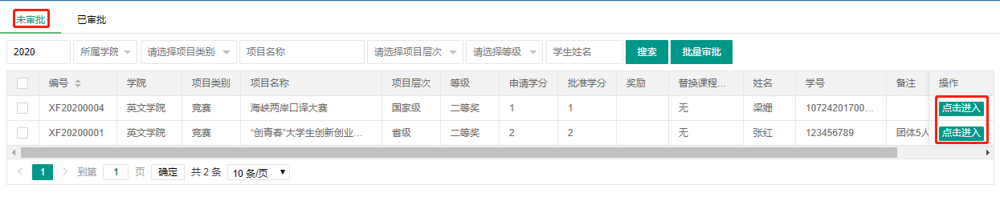 未审批 已审批
2020 所属学院 请选择项目类别 项目名称 请选择项目层次 请选择等级 学生姓名 搜索 批量审批
编号 学院 项目类别 项目名称 项目层次 等级 申请学分 批准学分 奖励 替换课程... 姓名 学号 备注 操作
XF20200004 英文学院 竞赛 海峡两岸口译大赛 国家级 二等奖 1 1 无 梁姗 10724201700... 点击进入
XF20200001 英文学院 竞赛 “创青春”大学生创新创业... 省级 二等奖 2 2 无 张红 123456789 团体5人 点击进入
1 到第 1 页 确定 共 2 条 10 条/页